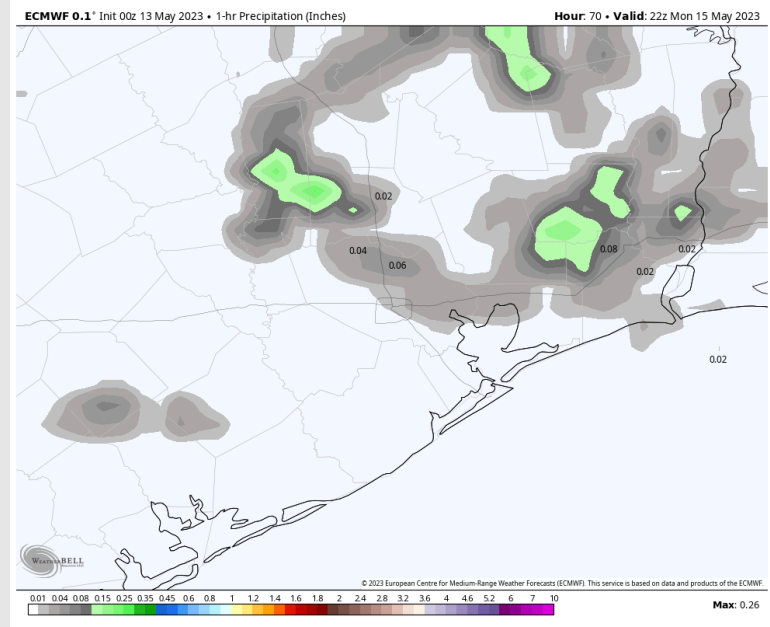 ECMWF 0.1° Init 00z 13 May 2023 • 1-hr Precipitation (Inches)
Hour: 70 • Valid: 22z Mon 15 May 2023
0.02
0.04
0.06
0.08
0.02
0.02
0.02
WEATHERBELL
© 2023 European Centre for Medium-Range Weather Forecasts (ECMWF). This service is based on data and products of the ECMWF.
0.01 0.04 0.08 0.15 0.25 0.35 0.45 0.6 0.8 1 1.2 1.4 1.6 1.8 2 2.4 2.8 3.2 3.6 4 4.6 5.2 6 7 10
Max: 0.26